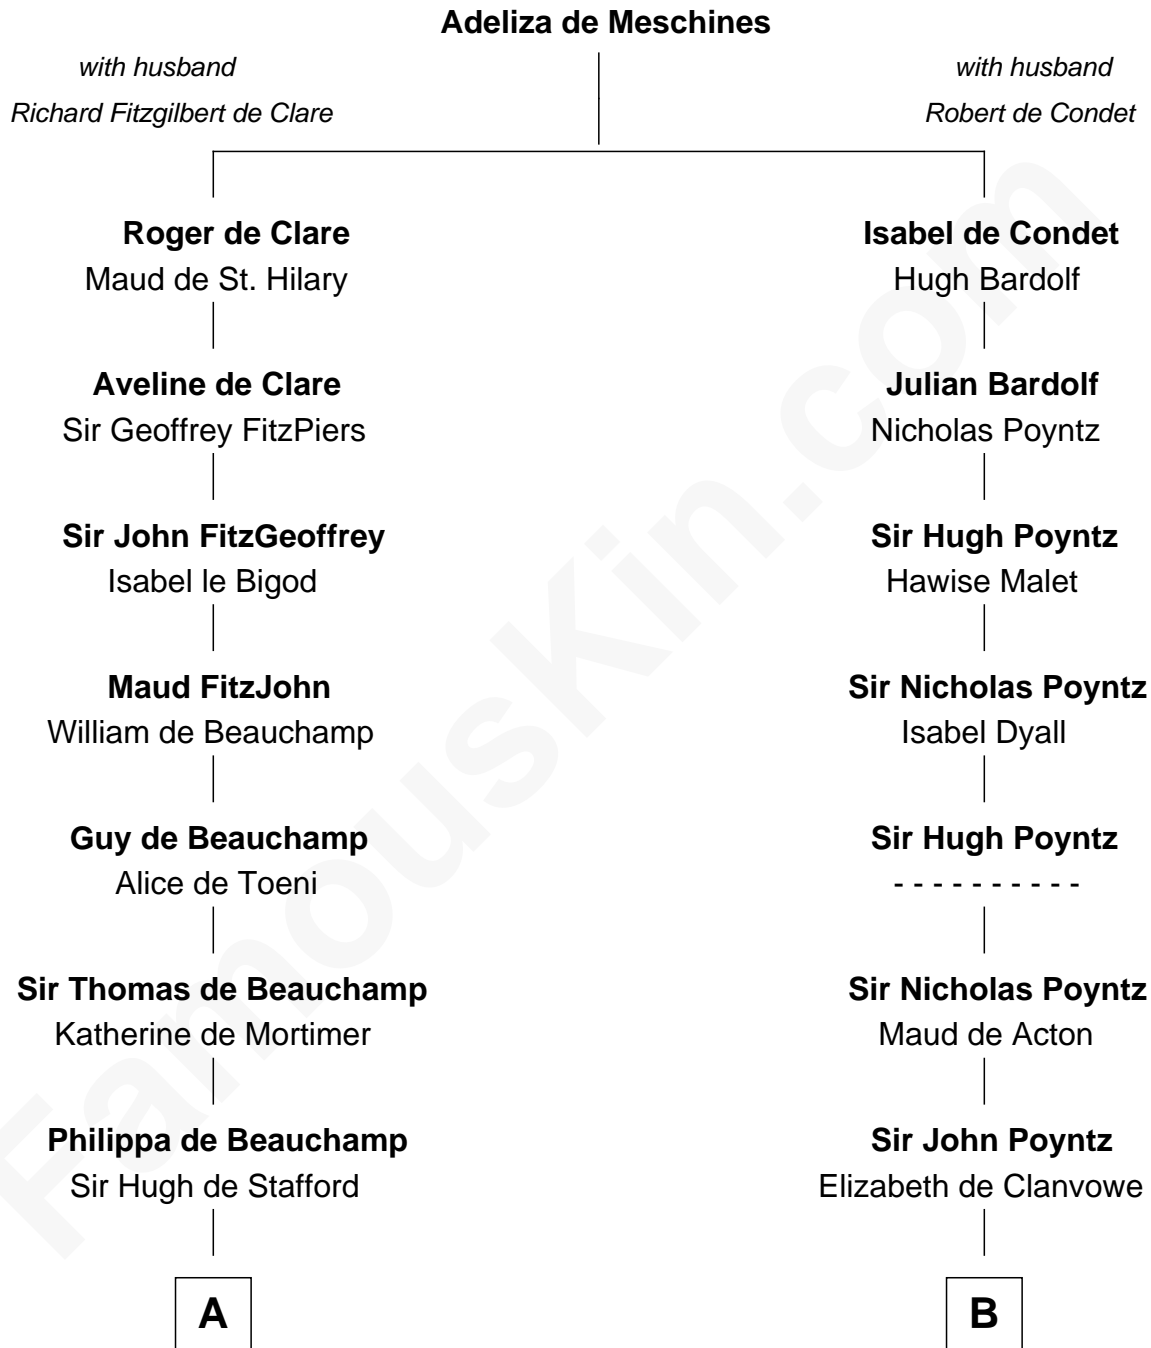 Adeliza de Meschines
with husband
Richard Fitzgilbert de Clare
with husband
Robert de Condet
Roger de Clare
Maud de St. Hilary
Isabel de Condet
Hugh Bardolf
Aveline de Clare
Sir Geoffrey FitzPiers
Julian Bardolf
Nicholas Poyntz
Sir John FitzGeoffrey
Isabel le Bigod
Sir Hugh Poyntz
Hawise Malet
Maud FitzJohn
William de Beauchamp
Sir Nicholas Poyntz
Isabel Dyall
Guy de Beauchamp
Alice de Toeni
Sir Hugh Poyntz
- - - - - - - - - -
Sir Thomas de Beauchamp
Katherine de Mortimer
Sir Nicholas Poyntz
Maud de Acton
Philippa de Beauchamp
Sir Hugh de Stafford
Sir John Poyntz
Elizabeth de Clanvowe
A
B
FamousKin.com